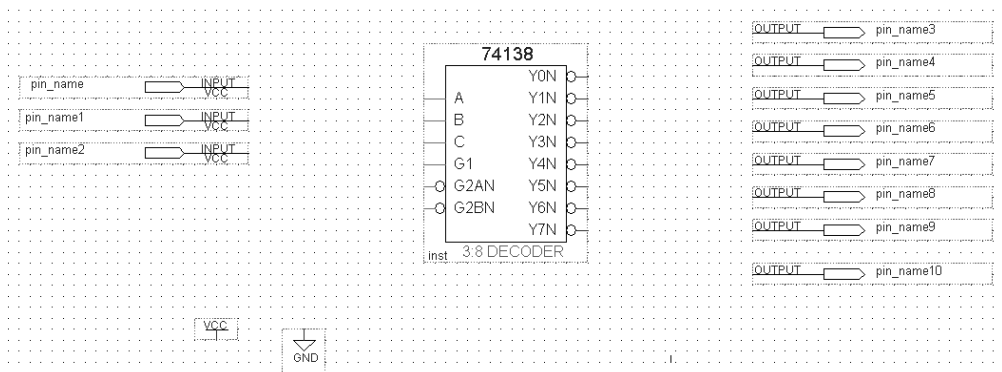 pin_name INPUT VCC
pin_name1 INPUT VCC
pin_name2 INPUT VCC
VCC
GND
74138
A
B
C
G1
G2AN
G2BN
Y0N
Y1N
Y2N
Y3N
Y4N
Y5N
Y6N
Y7N
inst 3:8 DECODER
OUTPUT pin_name3
OUTPUT pin_name4
OUTPUT pin_name5
OUTPUT pin_name6
OUTPUT pin_name7
OUTPUT pin_name8
OUTPUT pin_name9
OUTPUT pin_name10